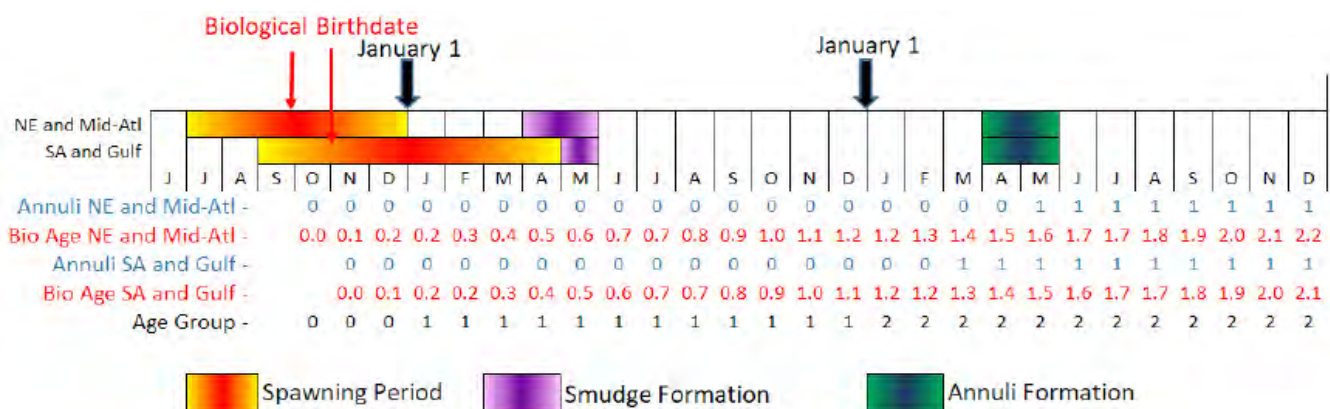 Biological Birthdate
January 1
January 1
NE and Mid-Atl
SA and Gulf
J J A S O N D J F M A M J J A S O N D J F M A M J J A S O N D
Annuli NE and Mid-Atl - 0 0 0 0 0 0 0 0 0 0 0 0 0 0 0 0 0 0 0 1 1 1 1 1 1 1 1
Bio Age NE and Mid-Atl - 0.0 0.1 0.2 0.2 0.3 0.4 0.5 0.6 0.7 0.7 0.8 0.9 1.0 1.1 1.2 1.2 1.3 1.4 1.5 1.6 1.7 1.7 1.8 1.9 2.0 2.1 2.2
Annuli SA and Gulf - 0 0 0 0 0 0 0 0 0 0 0 0 0 0 0 0 1 1 1 1 1 1 1 1 1 1
Bio Age SA and Gulf - 0.0 0.1 0.2 0.2 0.3 0.4 0.5 0.6 0.7 0.7 0.8 0.9 1.0 1.1 1.2 1.2 1.3 1.4 1.5 1.6 1.7 1.7 1.8 1.9 2.0 2.1
Age Group - 0 0 0 1 1 1 1 1 1 1 1 1 1 1 1 2 2 2 2 2 2 2 2 2 2 2 2
Spawning Period
Smudge Formation
Annuli Formation